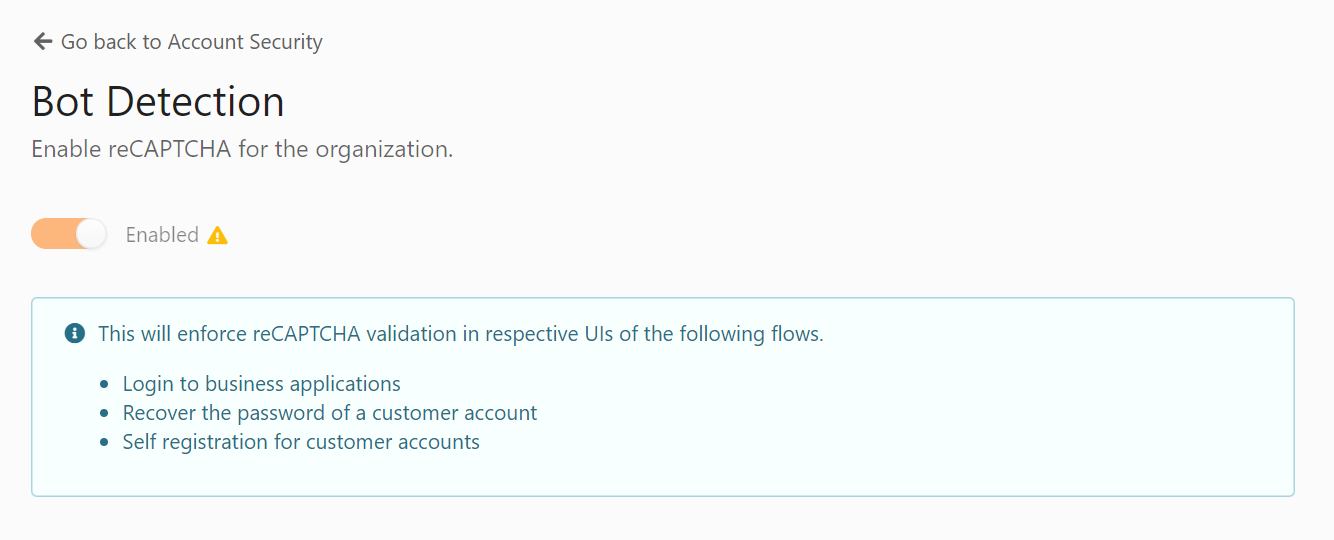 Go back to Account Security
Bot Detection
Enable reCAPTCHA for the organization.
Enabled
This will enforce reCAPTCHA validation in respective UIs of the following flows.
Login to business applications
Recover the password of a customer account
Self registration for customer accounts